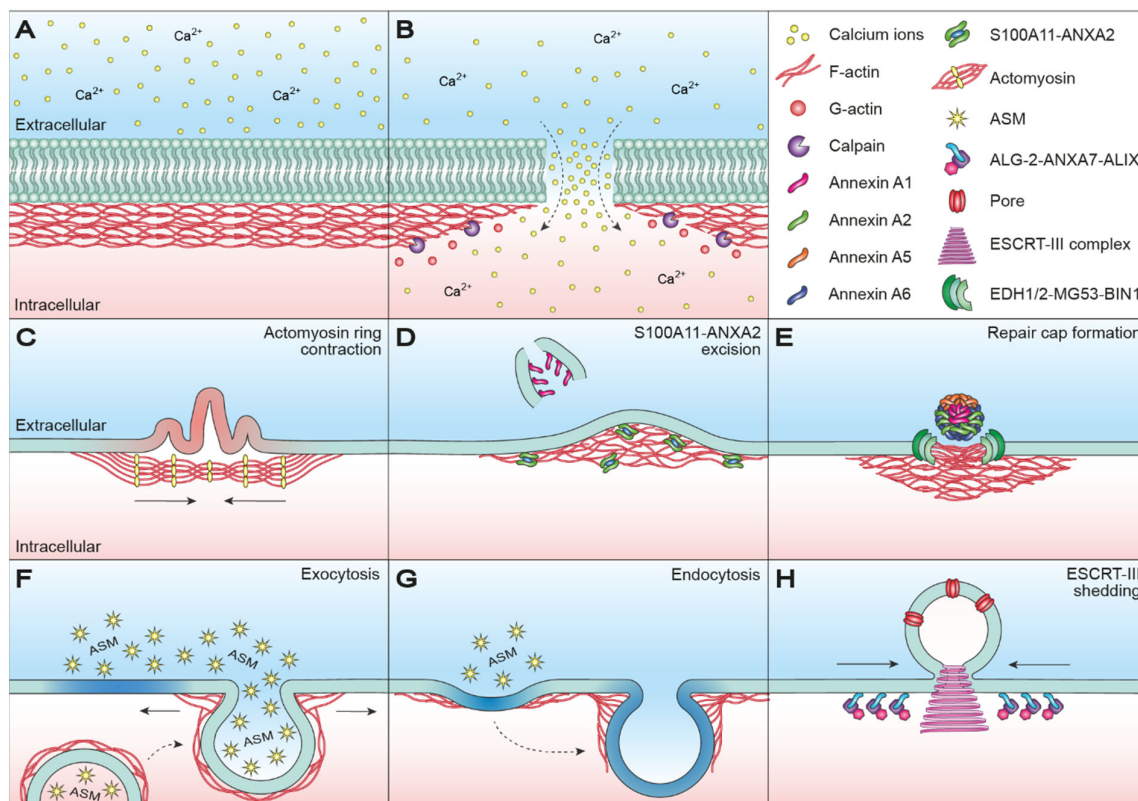 A
Ca2+
Ca2+
Ca2+
Extracellular
Intracellular
B
Ca2+
Ca2+
Ca2+
Ca2+
Ca2+
Calcium ions
F-actin
G-actin
Calpain
Annexin A1
Annexin A2
Annexin A5
Annexin A6
S100A11-ANXA2
Actomyosin
ASM
ALG-2-ANXA7-ALIX
Pore
ESCRT-III complex
EDH1/2-MG53-BIN1
C
Actomyosin ring
contraction
Extracellular
Intracellular
D
S100A11-ANXA2
excision
E
Repair cap formation
F
Exocytosis
ASM
ASM
ASM
ASM
G
Endocytosis
ASM
H
ESCRT-III
shedding